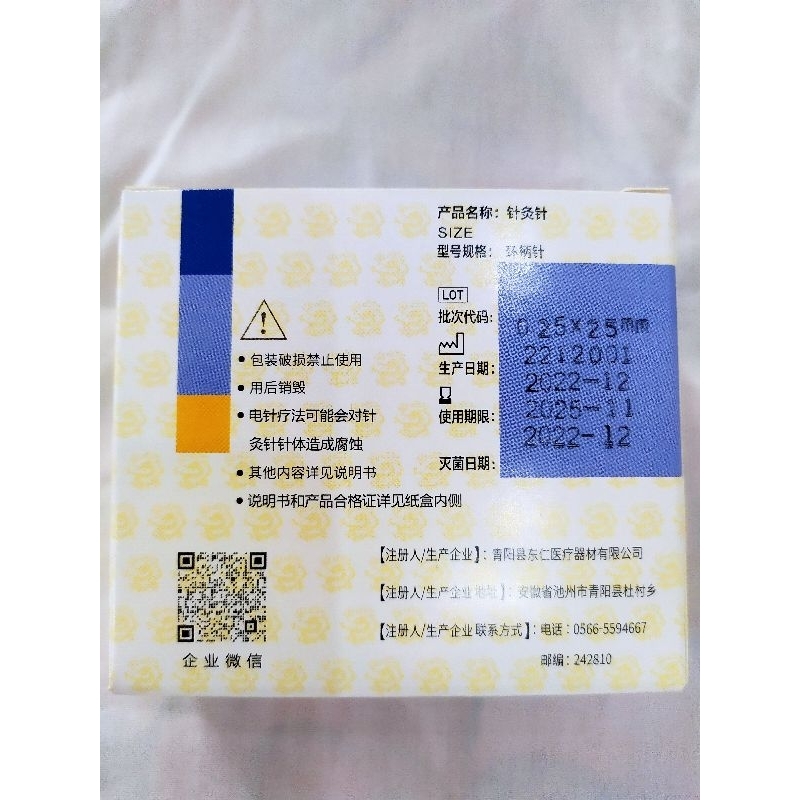 产品名称：针灸针
SIZE
型号规格：环柄针
0.25×25mm
LOT
批次代码：
2212001
生产日期：
2022-12
使用期限：
2025-11
灭菌日期：
2022-12
包装破损禁止使用
用后销毁
电针疗法可能会对针
灸针针体造成腐蚀
其他内容详见说明书
说明书和产品合格证详见纸盒内侧
企业微信
【注册人/生产企业】：青阳县东仁医疗器材有限公司
【注册人/生产企业地址】：安徽省池州市青阳县杜村乡
【注册人/生产企业联系方式】：电话：0566-5594667
邮编：242810